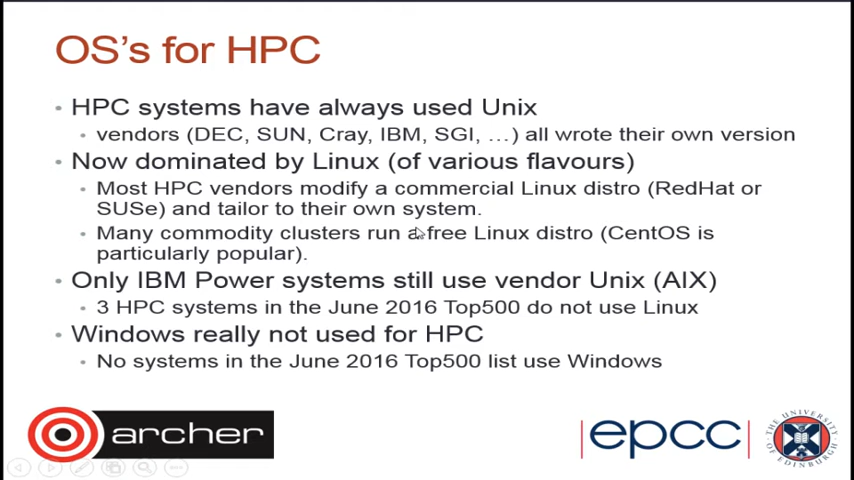 OS's for HPC
• HPC systems have always used Unix
• vendors (DEC, SUN, Cray, IBM, SGI, …) all wrote their own version
• Now dominated by Linux (of various flavours)
• Most HPC vendors modify a commercial Linux distro (RedHat or
SUSe) and tailor to their own system.
• Many commodity clusters run a free Linux distro (CentOS is
particularly popular).
• Only IBM Power systems still use vendor Unix (AIX)
• 3 HPC systems in the June 2016 Top500 do not use Linux
• Windows really not used for HPC
• No systems in the June 2016 Top500 list use Windows
archer
|epcc|
THE UNIVERSITY OF EDINBURGH